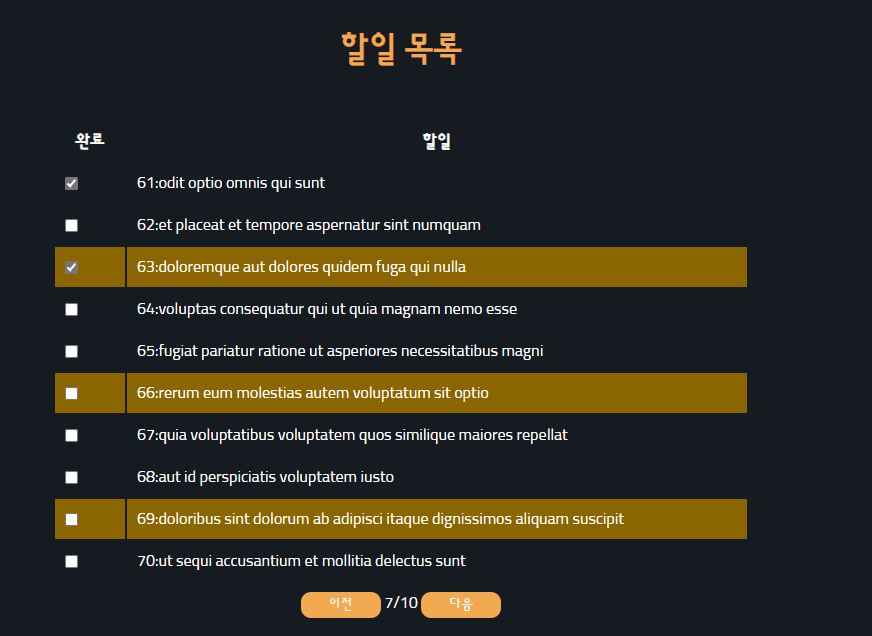 할일 목록
완료 할일
61:odit optio omnis qui sunt
62:et placeat et tempore aspernatur sint numquam
63:doloremque aut dolores quidem fuga qui nulla
64:voluptas consequatur qui ut quia magnam nemo esse
65:fugiat pariatur ratione ut asperiores necessitatibus magni
66:rerum eum molestias autem voluptatum sit optio
67:quia voluptatibus voluptatem quos similique maiores repellat
68:aut id perspiciatis voluptatem iusto
69:doloribus sint dolorum ab adipisci itaque dignissimos aliquam suscipit
70:ut sequi accusantium et mollitia delectus sunt
이전 7/10 다음